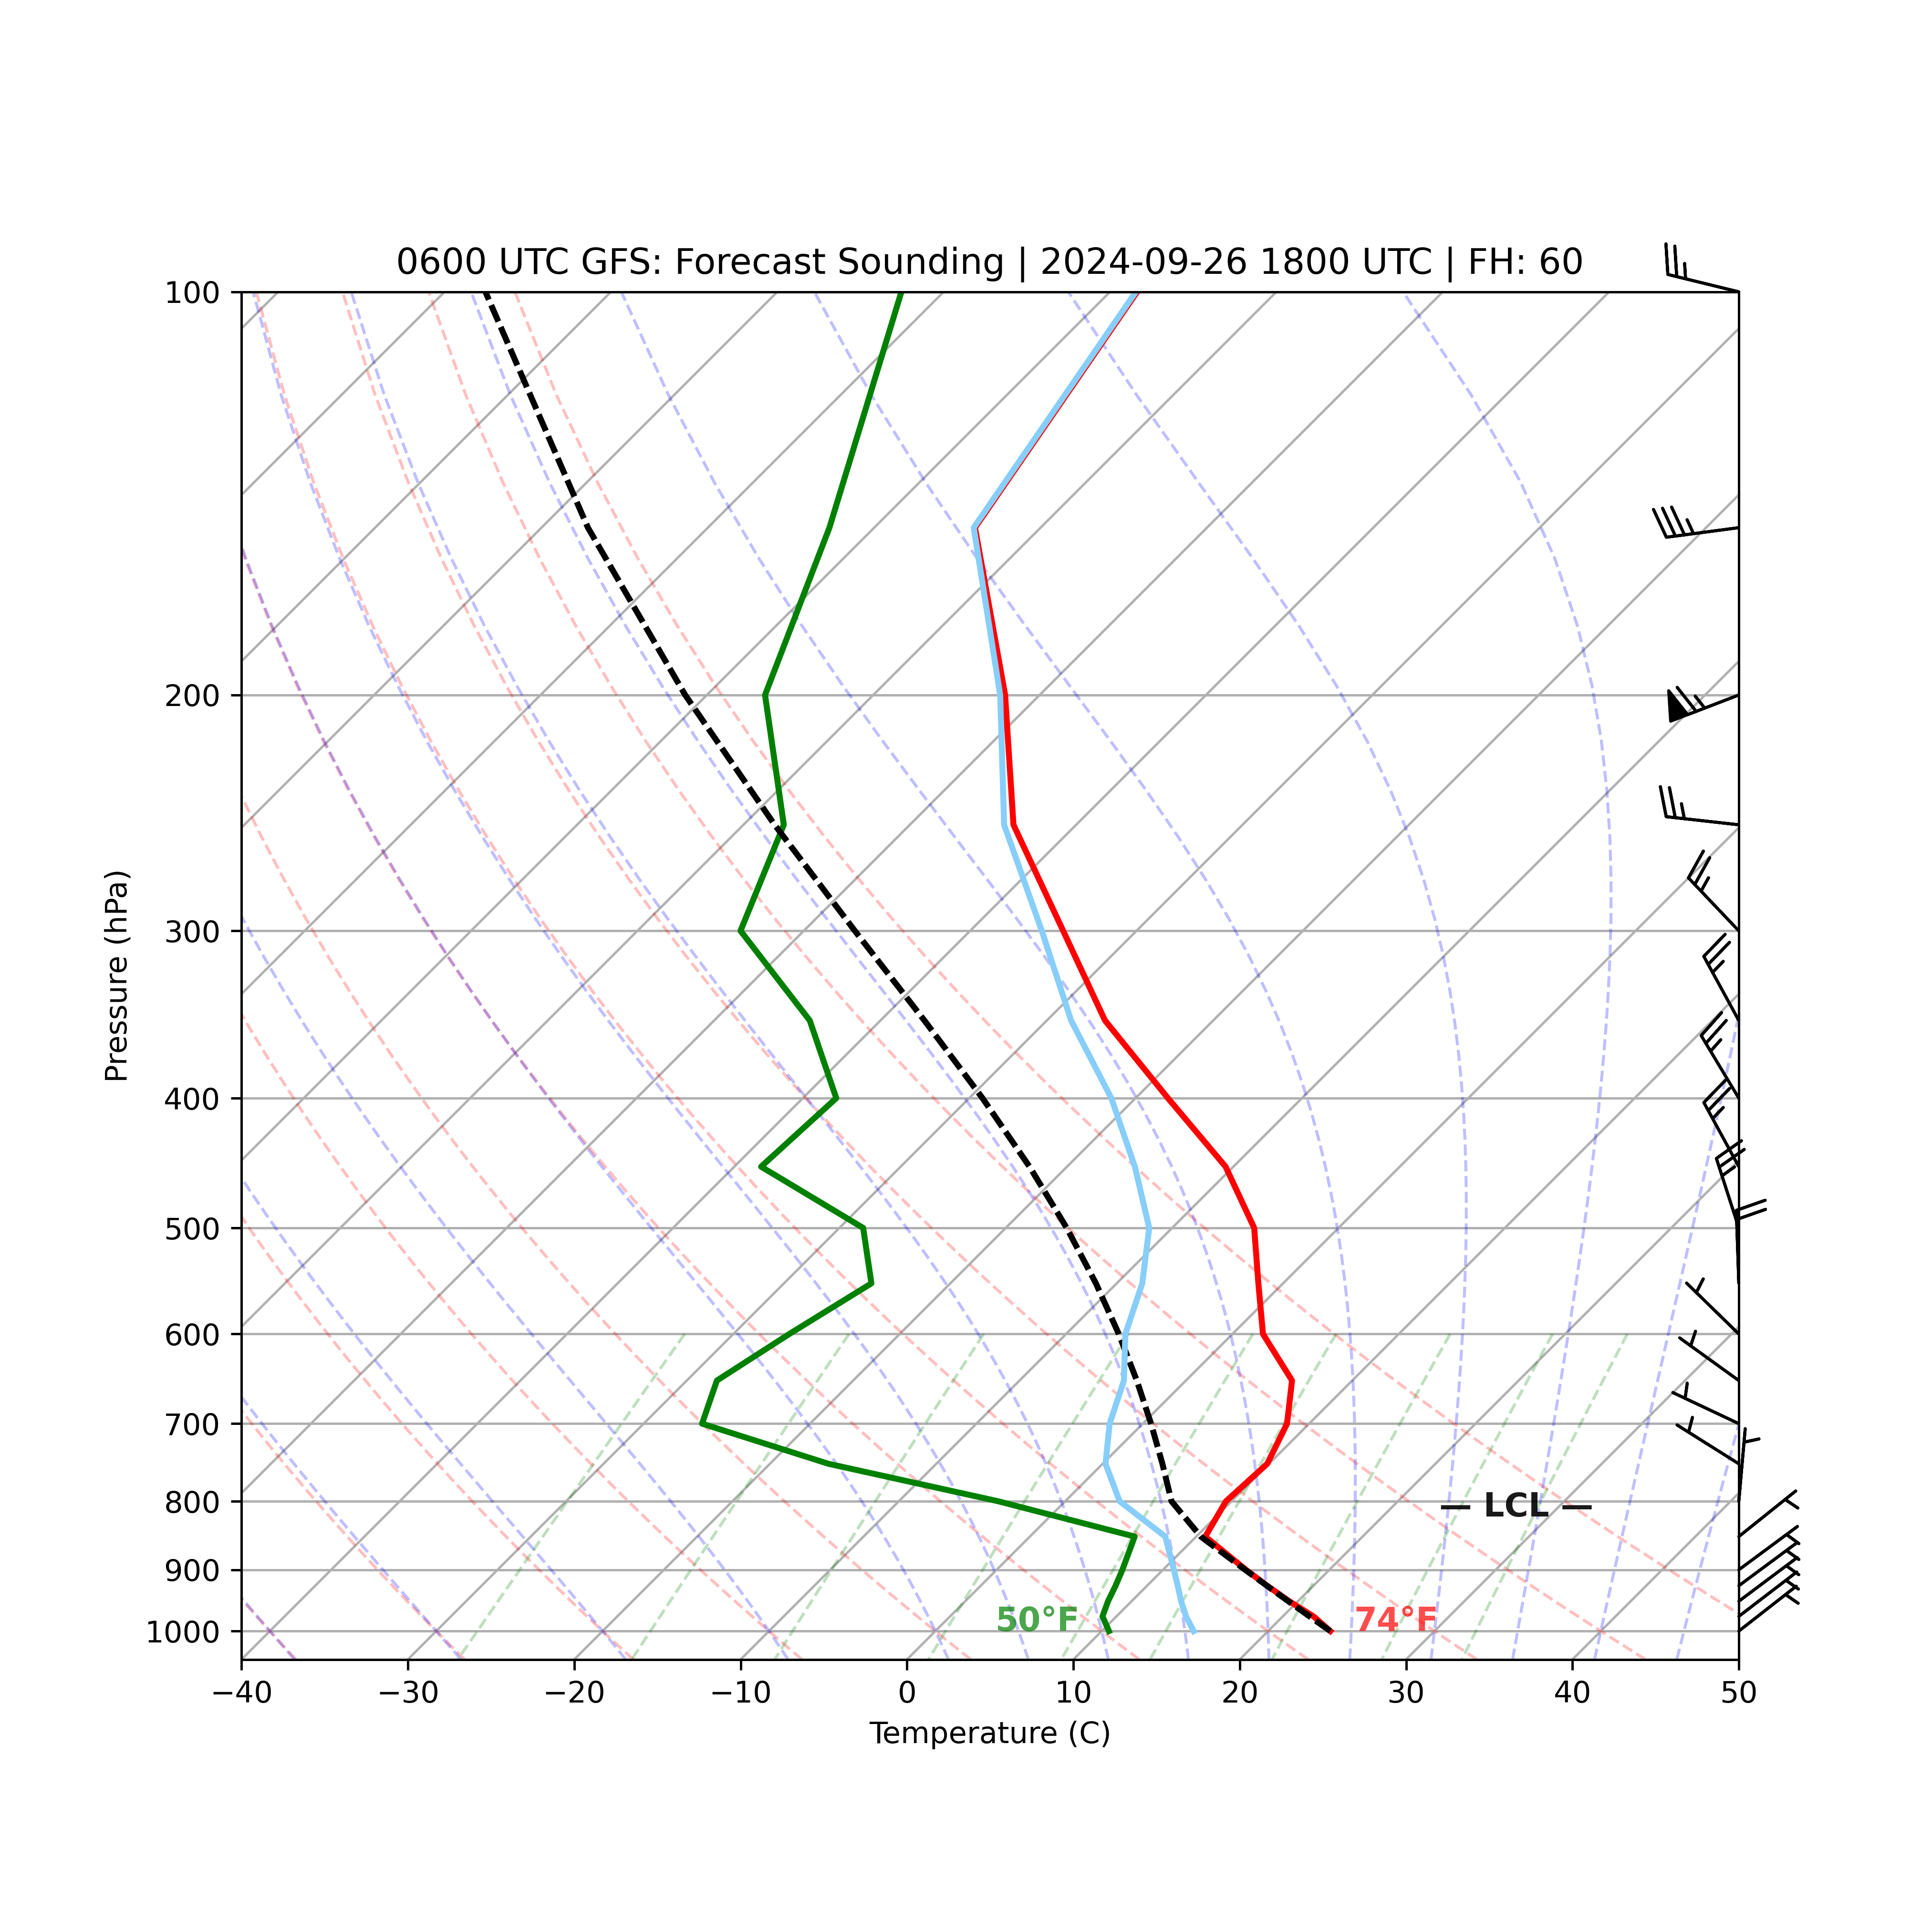 0600 UTC GFS: Forecast Sounding | 2024-09-26 1800 UTC | FH: 60
100
200
300
400
500
600
700
800
900
1000
Pressure (hPa)
— LCL —
50°F
74°F
−40 −30 −20 −10 0 10 20 30 40 50
Temperature (C)